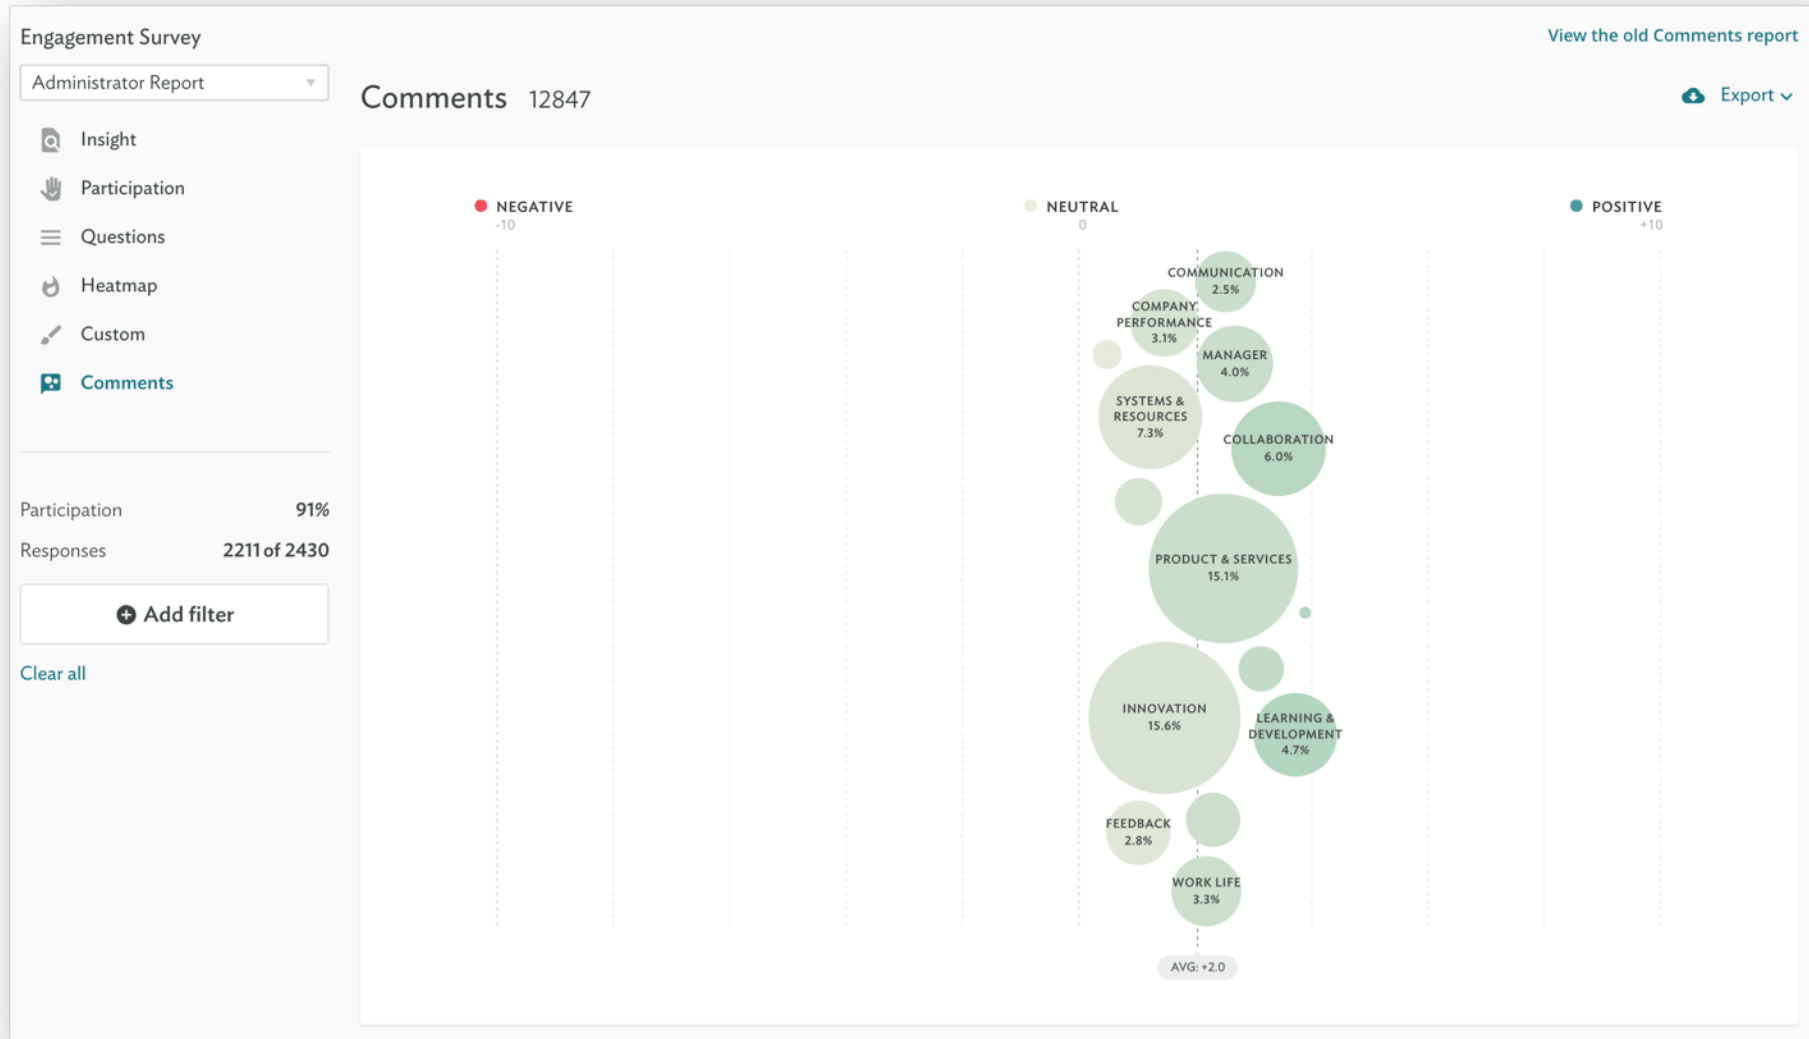 Engagement Survey
View the old Comments report
Administrator Report
Comments 12847
Export
Insight
Participation
Questions
Heatmap
Custom
Comments
Participation 91%
Responses 2211 of 2430
Add filter
Clear all
NEGATIVE
-10
NEUTRAL
0
POSITIVE
+10
COMMUNICATION
2.5%
COMPANY
PERFORMANCE
3.1%
MANAGER
4.0%
SYSTEMS &
RESOURCES
7.3%
COLLABORATION
6.0%
PRODUCT & SERVICES
15.1%
INNOVATION
15.6%
LEARNING &
DEVELOPMENT
4.7%
FEEDBACK
2.8%
WORK LIFE
3.3%
AVG: +2.0